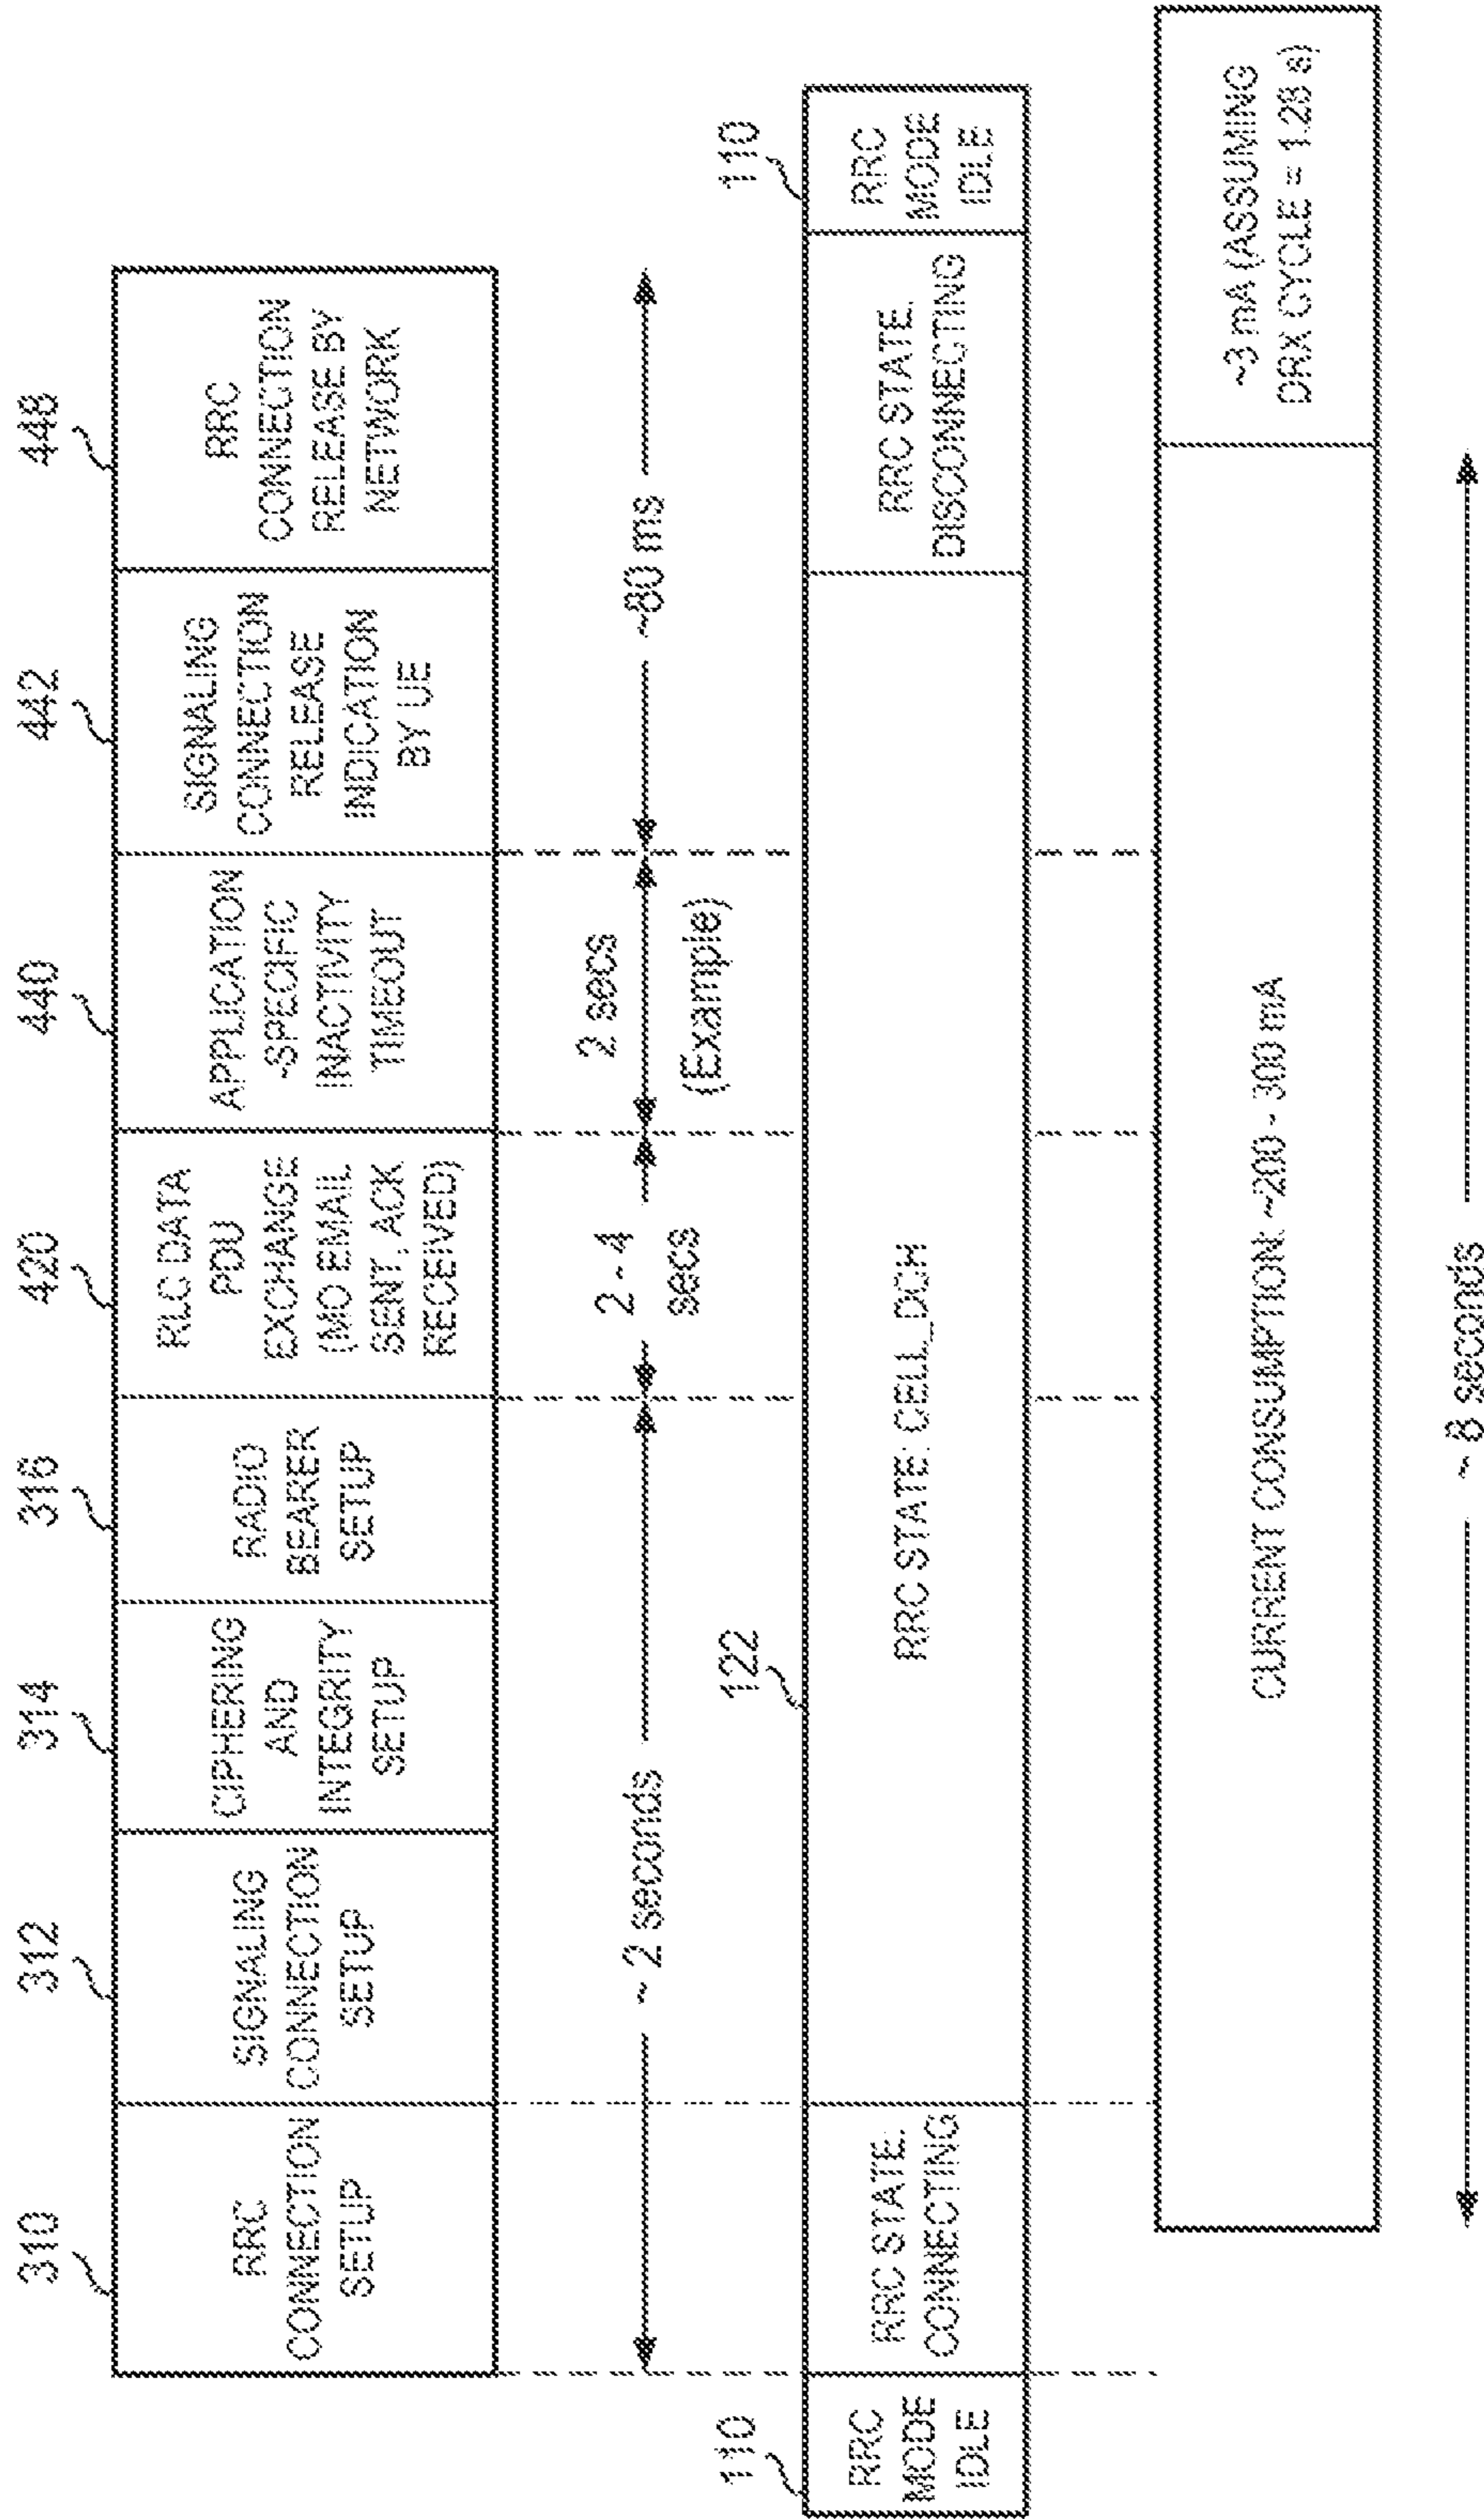 310
312
314
316
420
440
442
448
RRC
CONNECTION
SETUP
SIGNALING
CONNECTION
SETUP
CIPHERING
AND
INTEGRITY
SETUP
RADIO
BEARER
SETUP
RLC DATA
PDU
EXCHANGE
(MO EMAIL
SENT, ACK
RECEIVED)
APPLICATION
-SPECIFIC
INACTIVITY
TIMEOUT
SIGNALING
CONNECTION
RELEASE
INDICATION
BY UE
RRC
CONNECTION
RELEASE BY
NETWORK
~ 2 seconds
2 - 4
secs
2 secs
(Example)
~80 ms
110
122
110
RRC
MODE
IDLE
RRC STATE:
CONNECTING
RRC STATE: CELL_DCH
RRC STATE:
DISCONNECTING
RRC
MODE
IDLE
CURRENT CONSUMPTION: ~200 - 300 mA
~3 mA (ASSUMING
DRX CYCLE = 1.28 s)
~ 8 seconds